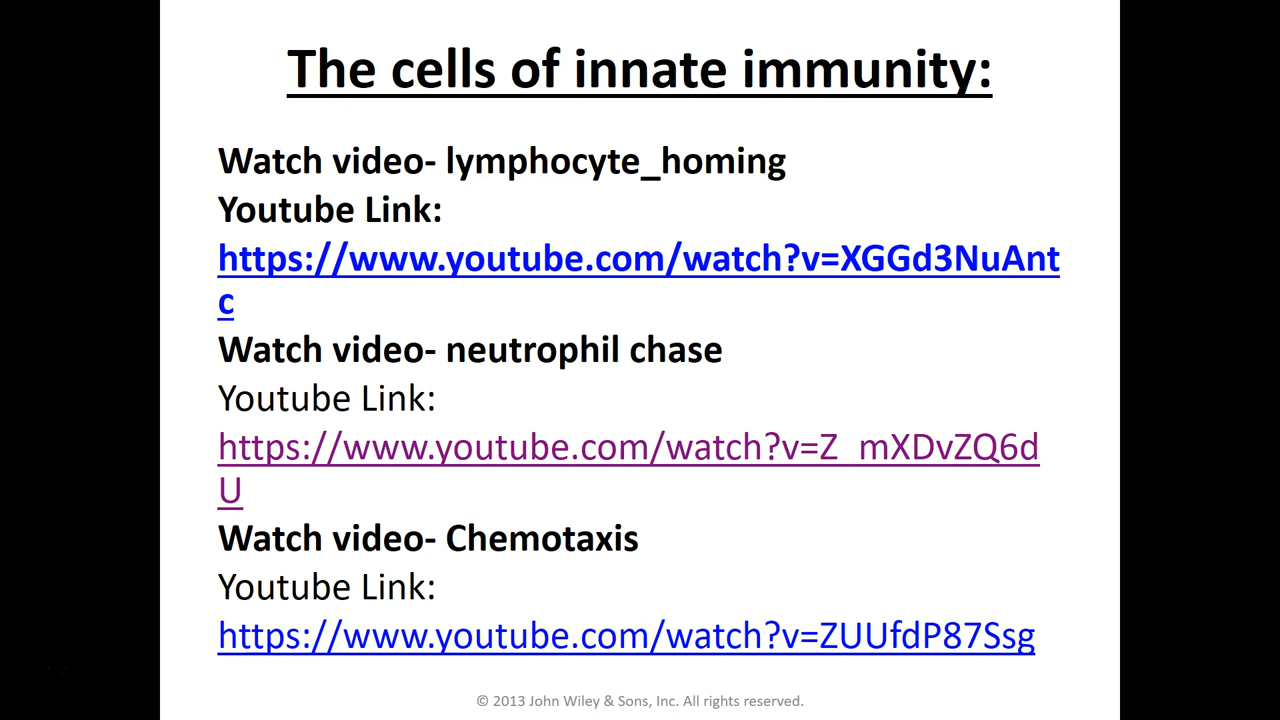 The cells of innate immunity:
Watch video- lymphocyte_homing
Youtube Link:
https://www.youtube.com/watch?v=XGGd3NuAnt
c
Watch video- neutrophil chase
Youtube Link:
https://www.youtube.com/watch?v=Z_mXDvZQ6d
U
Watch video- Chemotaxis
Youtube Link:
https://www.youtube.com/watch?v=ZUUfdP87Ssg
© 2013 John Wiley & Sons, Inc. All rights reserved.